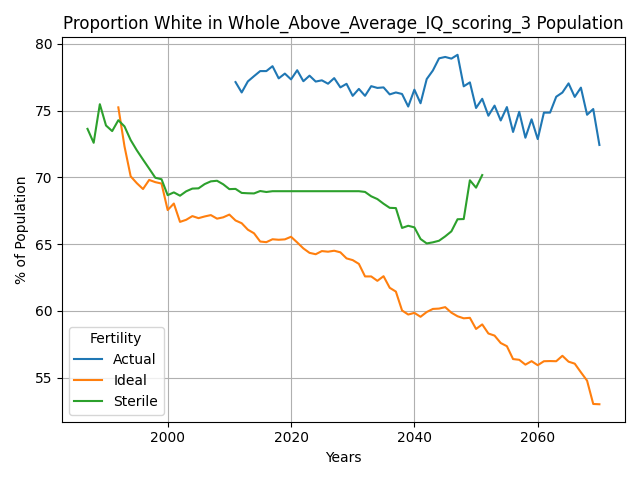 Proportion White in Whole_Above_Average_IQ_scoring_3 Population
% of Population
80
75
70
65
60
55
Fertility
Actual
Ideal
Sterile
2000
2020
2040
2060
Years